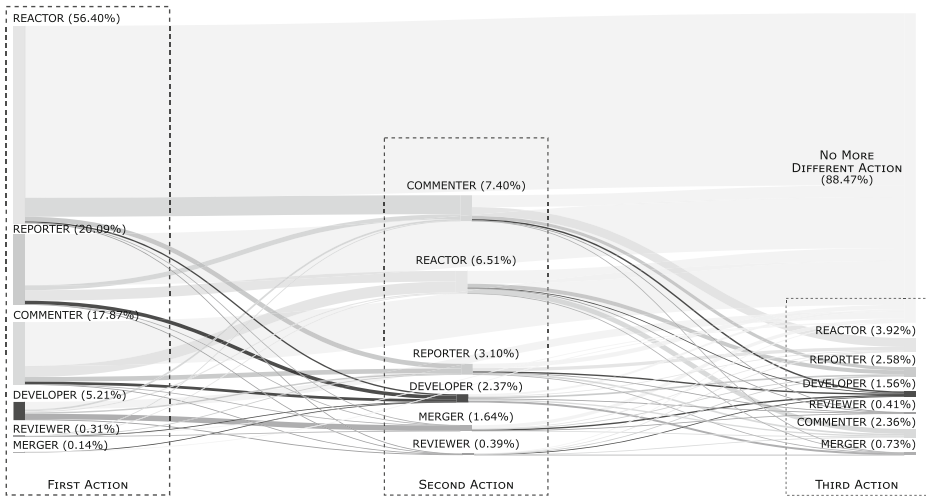 REACTOR (56.40%)
REPORTER (20.09%)
COMMENTER (17.87%)
DEVELOPER (5.21%)
REVIEWER (0.31%)
MERGER (0.14%)
First Action
COMMENTER (7.40%)
REACTOR (6.51%)
REPORTER (3.10%)
DEVELOPER (2.37%)
MERGER (1.64%)
REVIEWER (0.39%)
Second Action
No More
Different Action
(88.47%)
REACTOR (3.92%)
REPORTER (2.58%)
DEVELOPER (1.56%)
REVIEWER (0.41%)
COMMENTER (2.36%)
MERGER (0.73%)
Third Action